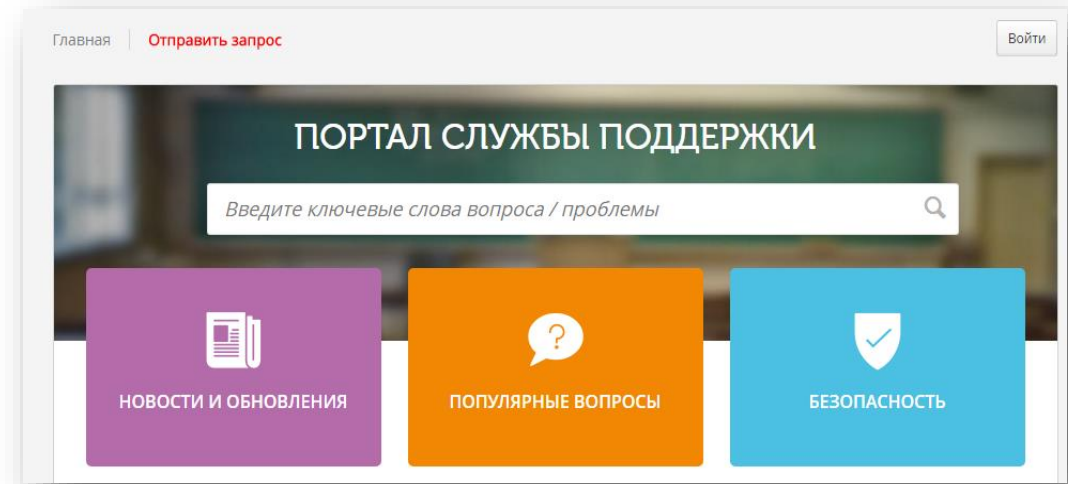 Главная
Отправить запрос
Войти
ПОРТАЛ СЛУЖБЫ ПОДДЕРЖКИ
Введите ключевые слова вопроса / проблемы
НОВОСТИ И ОБНОВЛЕНИЯ
ПОПУЛЯРНЫЕ ВОПРОСЫ
БЕЗОПАСНОСТЬ